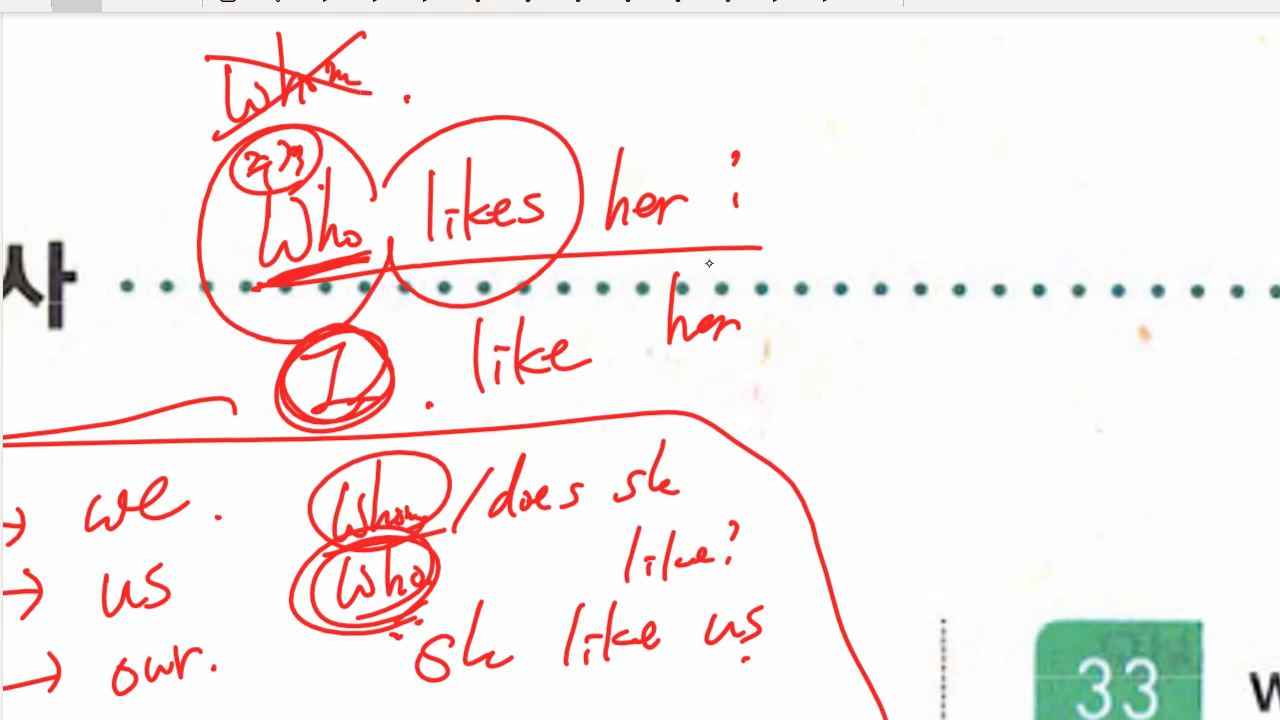 whom .
주격
Who likes her ?
사
her
I . like
we . Whom / does she
like?
us who
she like us
our .
33 W